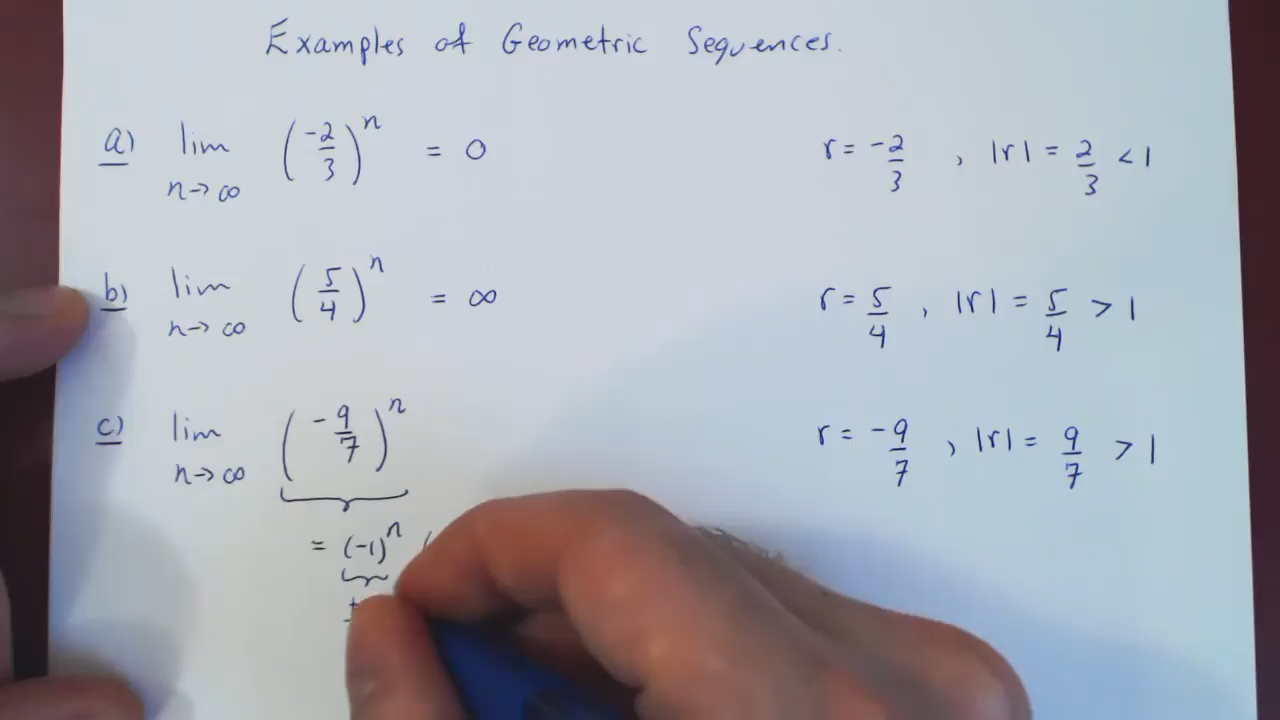 Examples of Geometric Sequences.
a) lim n→∞ (-2/3)^n = 0 r = -2/3 , |r| = 2/3 < 1
b) lim n→∞ (5/4)^n = ∞ r = 5/4 , |r| = 5/4 > 1
c) lim n→∞ (-9/7)^n r = -9/7 , |r| = 9/7 > 1
= (-1)^n (